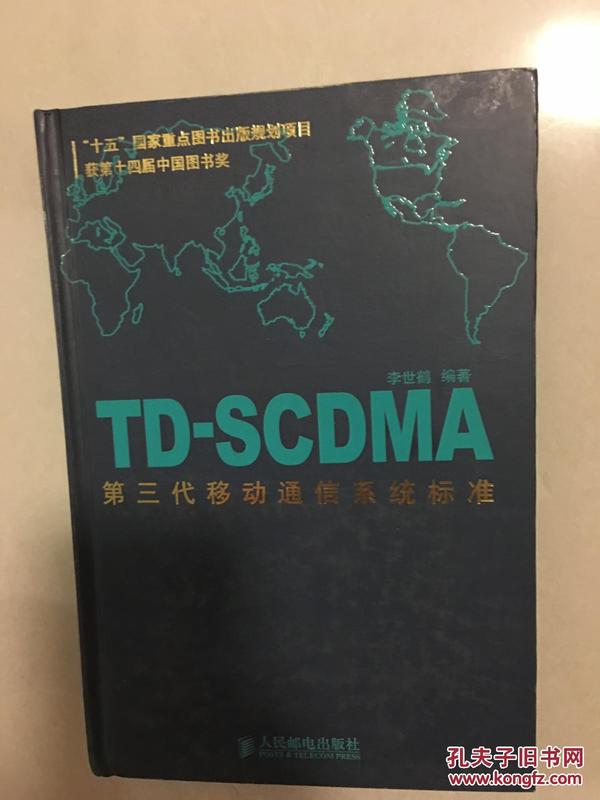 “十五”国家重点图书出版规划项目
获第十四届中国图书奖
李世鹤 编著
TD-SCDMA
第三代移动通信系统标准
人民邮电出版社
POSTS & TELECOM PRESS
孔夫子旧书网
www.kongfz.com